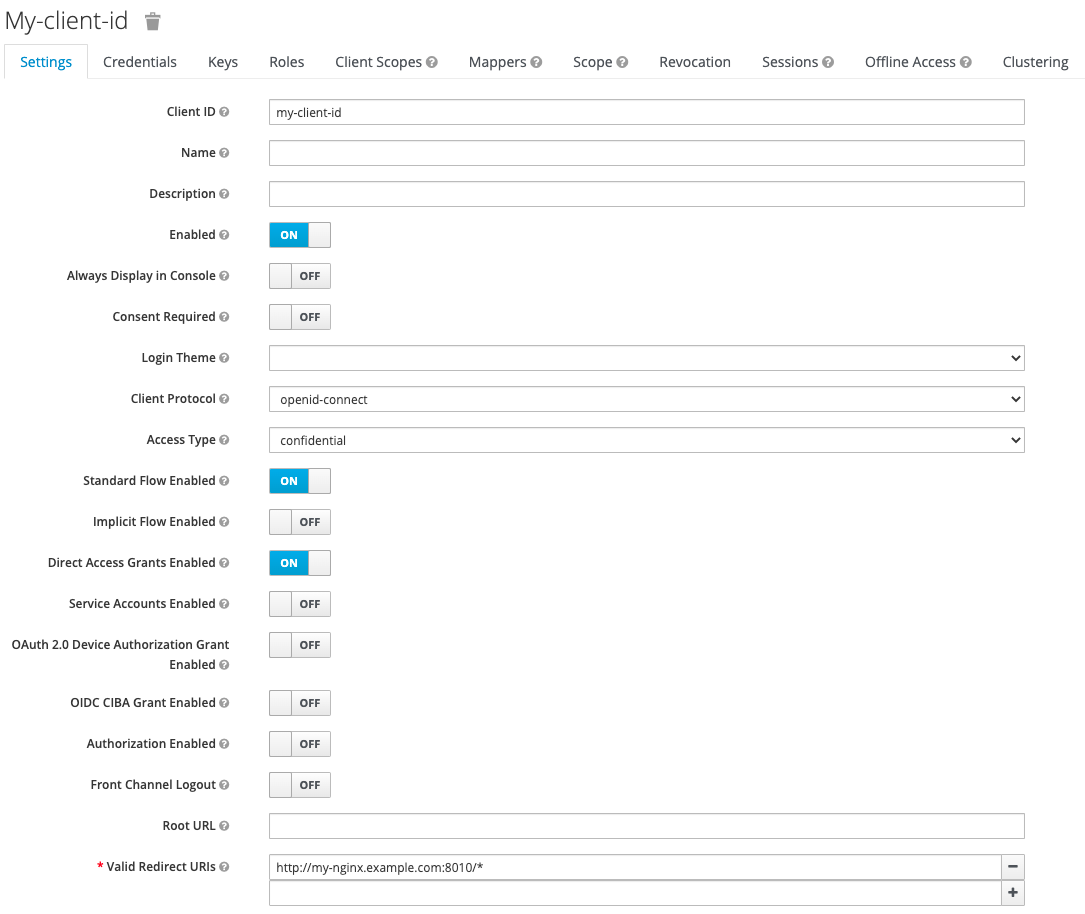 My-client-id
Settings Credentials Keys Roles Client Scopes Mappers Scope Revocation Sessions Offline Access Clustering
Client ID my-client-id
Name
Description
Enabled ON
Always Display in Console OFF
Consent Required OFF
Login Theme
Client Protocol openid-connect
Access Type confidential
Standard Flow Enabled ON
Implicit Flow Enabled OFF
Direct Access Grants Enabled ON
Service Accounts Enabled OFF
OAuth 2.0 Device Authorization Grant OFF
Enabled
OIDC CIBA Grant Enabled OFF
Authorization Enabled OFF
Front Channel Logout OFF
Root URL
* Valid Redirect URIs http://my-nginx.example.com:8010/* −
+